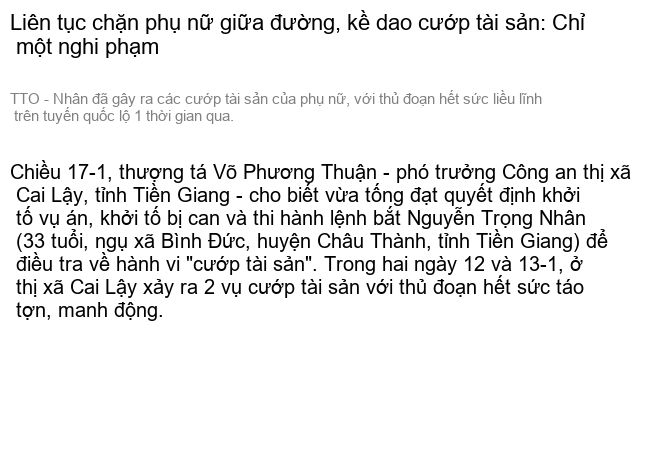 Liên tục chặn phụ nữ giữa đường, kề dao cướp tài sản: Chỉ
một nghi phạm
TTO - Nhân đã gây ra các cướp tài sản của phụ nữ, với thủ đoạn hết sức liều lĩnh
trên tuyến quốc lộ 1 thời gian qua.
Chiều 17-1, thượng tá Võ Phương Thuận - phó trưởng Công an thị xã
Cai Lậy, tỉnh Tiền Giang - cho biết vừa tống đạt quyết định khởi
tố vụ án, khởi tố bị can và thi hành lệnh bắt Nguyễn Trọng Nhân
(33 tuổi, ngụ xã Bình Đức, huyện Châu Thành, tỉnh Tiền Giang) để
điều tra về hành vi "cướp tài sản". Trong hai ngày 12 và 13-1, ở
thị xã Cai Lậy xảy ra 2 vụ cướp tài sản với thủ đoạn hết sức táo
tợn, manh động.